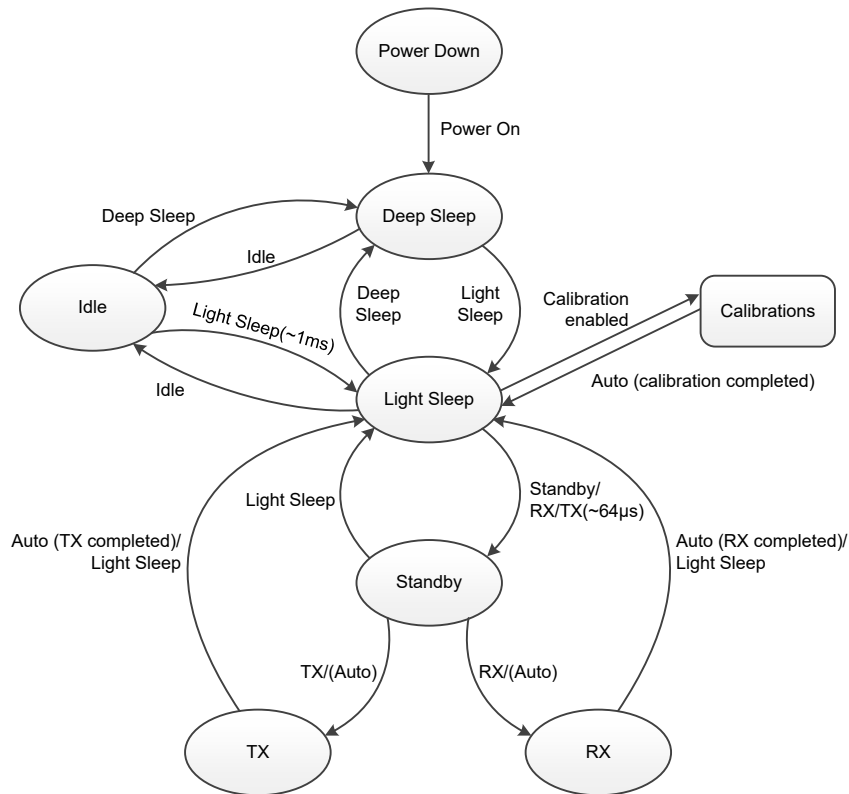 Power Down
Power On
Deep Sleep
Deep Sleep
Idle
Idle
Deep
Sleep
Light
Sleep
Calibration
enabled
Calibrations
Light Sleep(~1ms)
Idle
Light Sleep
Auto (calibration completed)
Light Sleep
Standby/
RX/TX(~64µs)
Auto (TX completed)/
Light Sleep
Auto (RX completed)/
Light Sleep
Standby
TX/(Auto)
RX/(Auto)
TX
RX